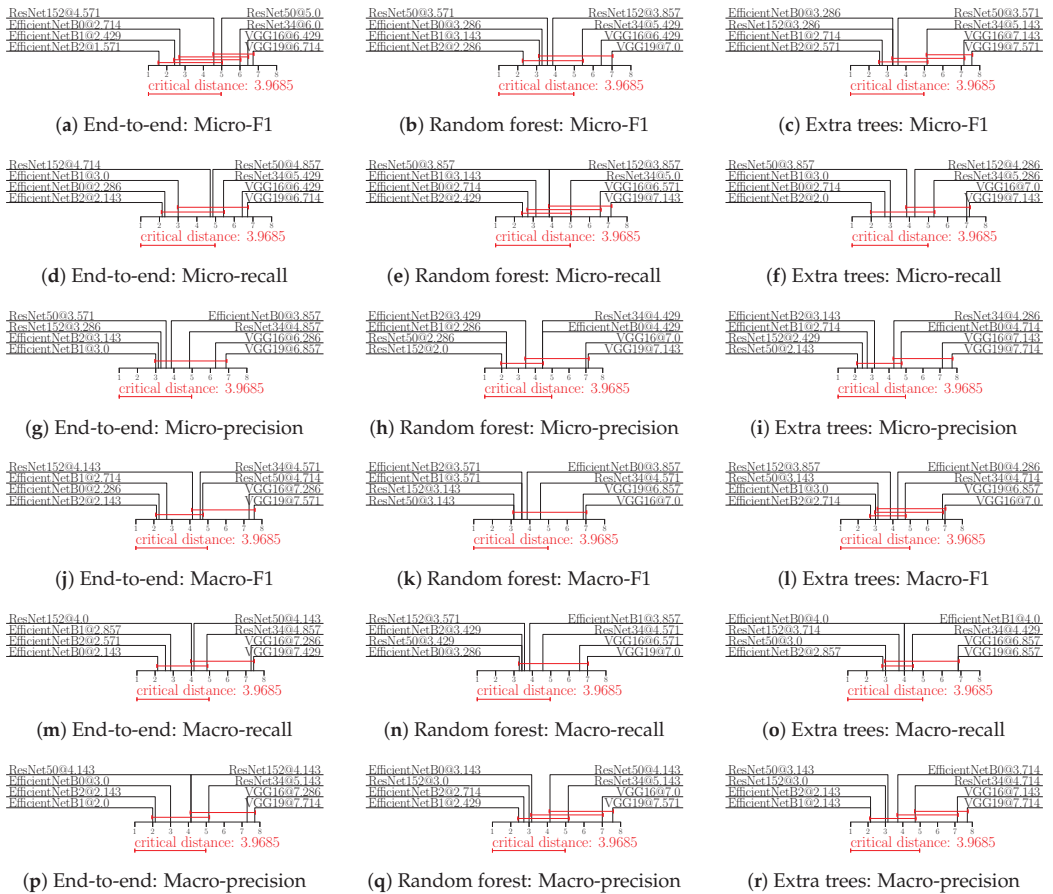 ResNet152@4.571 ResNet50@5.0
EfficientNetB0@2.714 ResNet34@6.0
EfficientNetB1@2.429 VGG16@6.429
EfficientNetB2@1.571 VGG19@6.714
1 2 3 4 5 6 7 8
critical distance: 3.9685
(a) End-to-end: Micro-F1
ResNet50@3.571 ResNet152@3.857
EfficientNetB0@3.286 ResNet34@5.429
EfficientNetB1@3.143 VGG16@6.429
EfficientNetB2@2.286 VGG19@7.0
1 2 3 4 5 6 7 8
critical distance: 3.9685
(b) Random forest: Micro-F1
EfficientNetB0@3.286 ResNet50@3.571
ResNet152@3.286 ResNet34@5.143
EfficientNetB1@2.714 VGG16@7.143
EfficientNetB2@2.571 VGG19@7.571
1 2 3 4 5 6 7 8
critical distance: 3.9685
(c) Extra trees: Micro-F1
ResNet152@4.714 ResNet50@4.857
EfficientNetB1@3.0 ResNet34@5.429
EfficientNetB0@2.286 VGG16@6.429
EfficientNetB2@2.143 VGG19@6.714
1 2 3 4 5 6 7 8
critical distance: 3.9685
(d) End-to-end: Micro-recall
ResNet50@3.857 ResNet152@3.857
EfficientNetB1@3.143 ResNet34@5.0
EfficientNetB0@2.714 VGG16@6.571
EfficientNetB2@2.429 VGG19@7.143
1 2 3 4 5 6 7 8
critical distance: 3.9685
(e) Random forest: Micro-recall
ResNet50@3.857 ResNet152@4.286
EfficientNetB1@3.0 ResNet34@5.286
EfficientNetB0@2.714 VGG16@7.0
EfficientNetB2@2.0 VGG19@7.143
1 2 3 4 5 6 7 8
critical distance: 3.9685
(f) Extra trees: Micro-recall
ResNet50@3.571 EfficientNetB0@3.857
ResNet152@3.286 ResNet34@4.857
EfficientNetB2@3.143 VGG16@6.286
EfficientNetB1@3.0 VGG19@6.857
1 2 3 4 5 6 7 8
critical distance: 3.9685
(g) End-to-end: Micro-precision
EfficientNetB2@3.429 ResNet34@4.429
EfficientNetB1@2.286 EfficientNetB0@4.429
ResNet50@2.286 VGG16@7.0
ResNet152@2.0 VGG19@7.143
1 2 3 4 5 6 7 8
critical distance: 3.9685
(h) Random forest: Micro-precision
EfficientNetB2@3.143 ResNet34@4.286
EfficientNetB1@2.714 EfficientNetB0@4.714
ResNet152@2.429 VGG16@7.143
ResNet50@2.143 VGG19@7.714
1 2 3 4 5 6 7 8
critical distance: 3.9685
(i) Extra trees: Micro-precision
ResNet152@4.143 ResNet34@4.571
EfficientNetB1@2.714 ResNet50@4.714
EfficientNetB0@2.286 VGG16@7.286
EfficientNetB2@2.143 VGG19@7.571
1 2 3 4 5 6 7 8
critical distance: 3.9685
(j) End-to-end: Macro-F1
EfficientNetB2@3.571 EfficientNetB0@3.857
EfficientNetB1@3.571 ResNet34@4.571
ResNet152@3.143 VGG19@6.857
ResNet50@3.143 VGG16@7.0
1 2 3 4 5 6 7 8
critical distance: 3.9685
(k) Random forest: Macro-F1
ResNet152@3.857 EfficientNetB0@4.286
ResNet50@3.143 ResNet34@4.714
EfficientNetB1@3.0 VGG19@6.857
EfficientNetB2@2.714 VGG16@7.0
1 2 3 4 5 6 7 8
critical distance: 3.9685
(l) Extra trees: Macro-F1
ResNet152@4.0 ResNet50@4.143
EfficientNetB1@2.857 ResNet34@4.857
EfficientNetB2@2.571 VGG16@7.286
EfficientNetB0@2.143 VGG19@7.429
1 2 3 4 5 6 7 8
critical distance: 3.9685
(m) End-to-end: Macro-recall
ResNet152@3.571 EfficientNetB1@3.857
EfficientNetB2@3.429 ResNet34@4.571
ResNet50@3.429 VGG16@6.571
EfficientNetB0@3.286 VGG19@7.0
1 2 3 4 5 6 7 8
critical distance: 3.9685
(n) Random forest: Macro-recall
EfficientNetB0@4.0 EfficientNetB1@4.0
ResNet152@3.714 ResNet34@4.429
ResNet50@3.0 VGG16@6.857
EfficientNetB2@2.857 VGG19@6.857
1 2 3 4 5 6 7 8
critical distance: 3.9685
(o) Extra trees: Macro-recall
ResNet50@4.143 ResNet152@4.143
EfficientNetB0@3.0 ResNet34@5.143
EfficientNetB2@2.143 VGG16@7.286
EfficientNetB1@2.0 VGG19@7.714
1 2 3 4 5 6 7 8
critical distance: 3.9685
(p) End-to-end: Macro-precision
EfficientNetB0@3.143 ResNet50@4.143
ResNet152@3.0 ResNet34@5.143
EfficientNetB2@2.714 VGG16@7.0
EfficientNetB1@2.429 VGG19@7.571
1 2 3 4 5 6 7 8
critical distance: 3.9685
(q) Random forest: Macro-precision
ResNet50@3.143 EfficientNetB0@3.714
ResNet152@3.0 ResNet34@4.714
EfficientNetB2@2.143 VGG16@7.143
EfficientNetB1@2.143 VGG19@7.714
1 2 3 4 5 6 7 8
critical distance: 3.9685
(r) Extra trees: Macro-precision